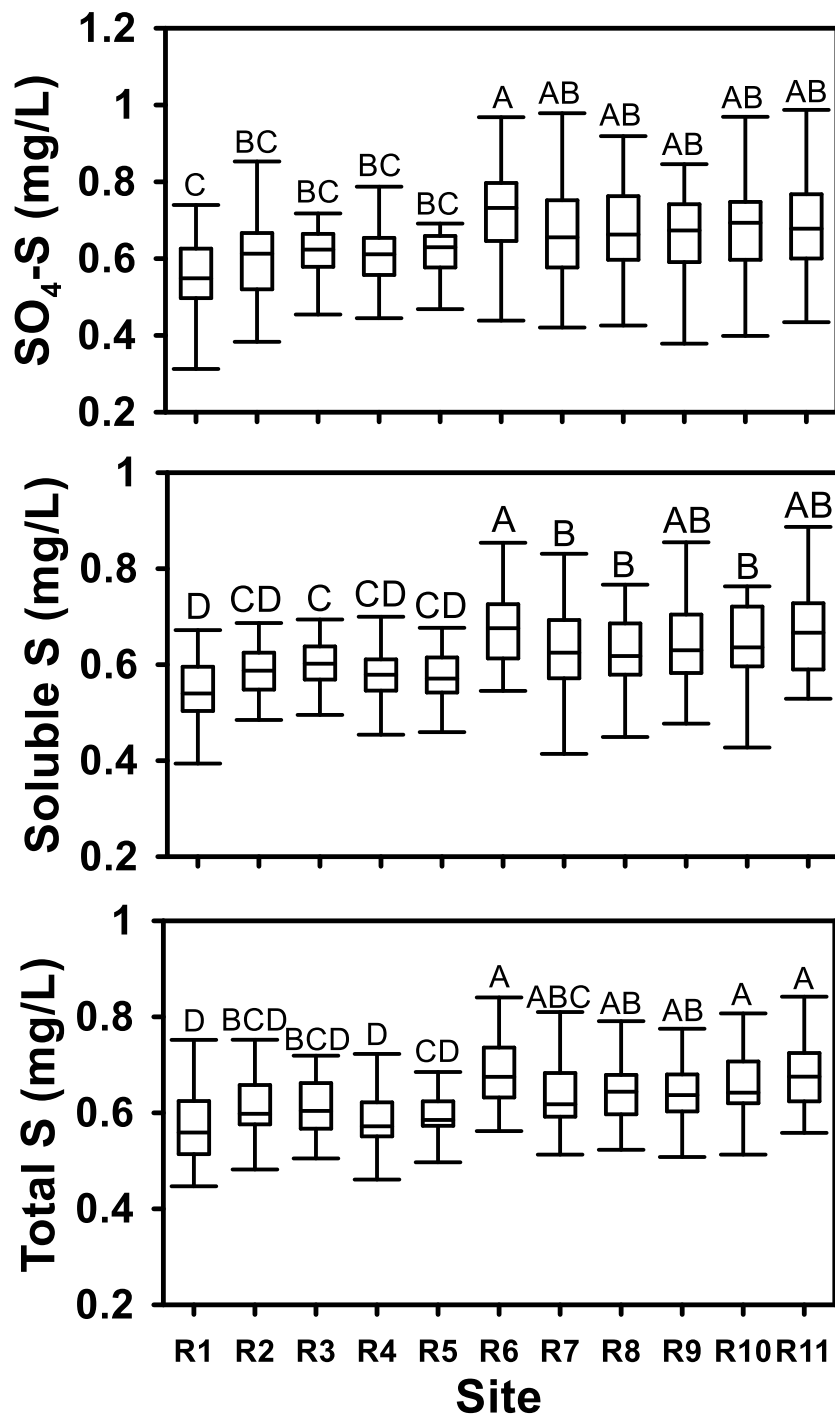 SO4-S (mg/L)
1.2
1
0.8
0.6
0.4
0.2
C BC BC BC BC A AB AB AB AB AB
Soluble S (mg/L)
1
0.8
0.6
0.4
0.2
D CD C CD CD A B B AB B AB
Total S (mg/L)
1
0.8
0.6
0.4
0.2
D BCD BCD D CD A ABC AB AB A A
R1 R2 R3 R4 R5 R6 R7 R8 R9 R10 R11
Site